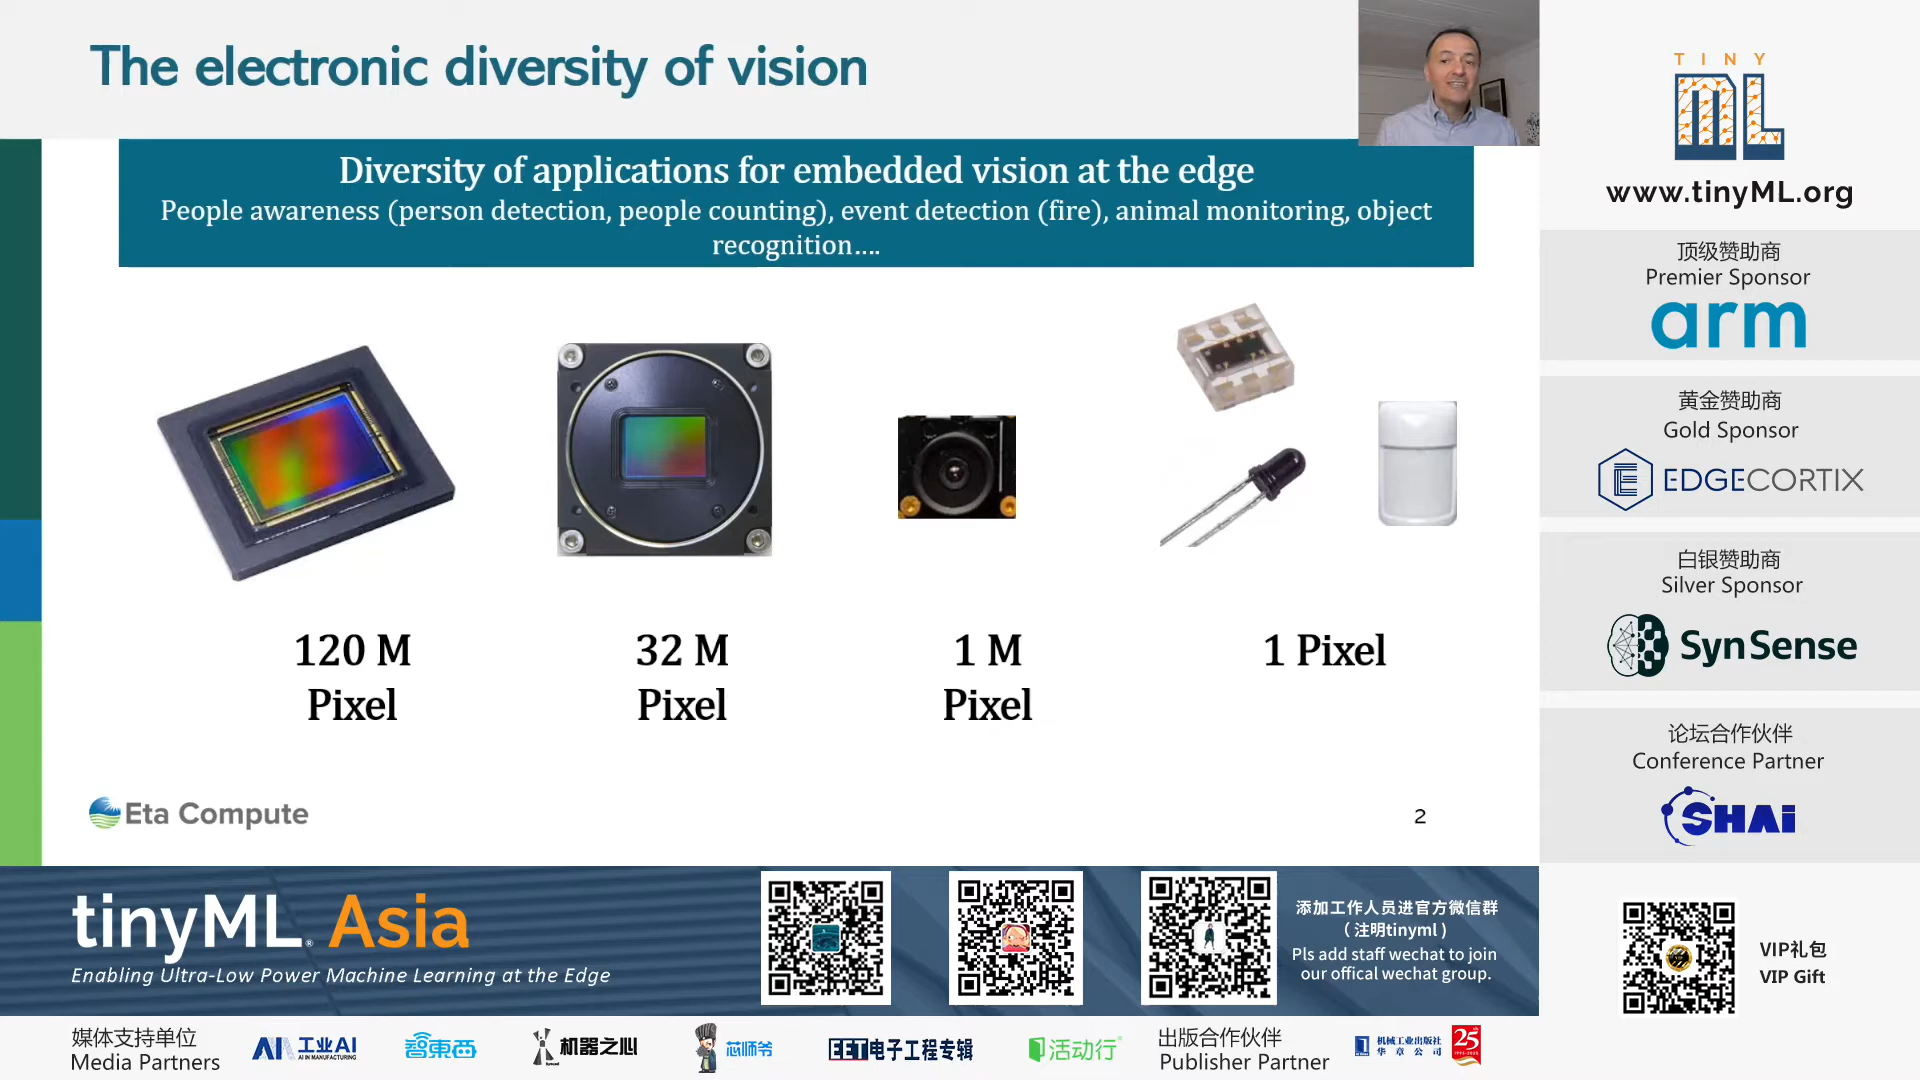 The electronic diversity of vision
Diversity of applications for embedded vision at the edge
People awareness (person detection, people counting), event detection (fire), animal monitoring, object
recognition....
120 M
Pixel
32 M
Pixel
1 M
Pixel
1 Pixel
Eta Compute
2
TINY
ML
www.tinyML.org
顶级赞助商
Premier Sponsor
arm
黄金赞助商
Gold Sponsor
EDGECORTIX
白银赞助商
Silver Sponsor
SynSense
论坛合作伙伴
Conference Partner
SHAi
tinyML® Asia
Enabling Ultra-Low Power Machine Learning at the Edge
添加工作人员进官方微信群
（注明tinyml）
Pls add staff wechat to join
our offical wechat group.
VIP礼包
VIP Gift
媒体支持单位
Media Partners
工业AI
AI IN MANUFACTURING
智東西
机器之心
Synced
芯师爷
EET电子工程专辑
活动行
出版合作伙伴
Publisher Partner
机械工业出版社
华章公司
25